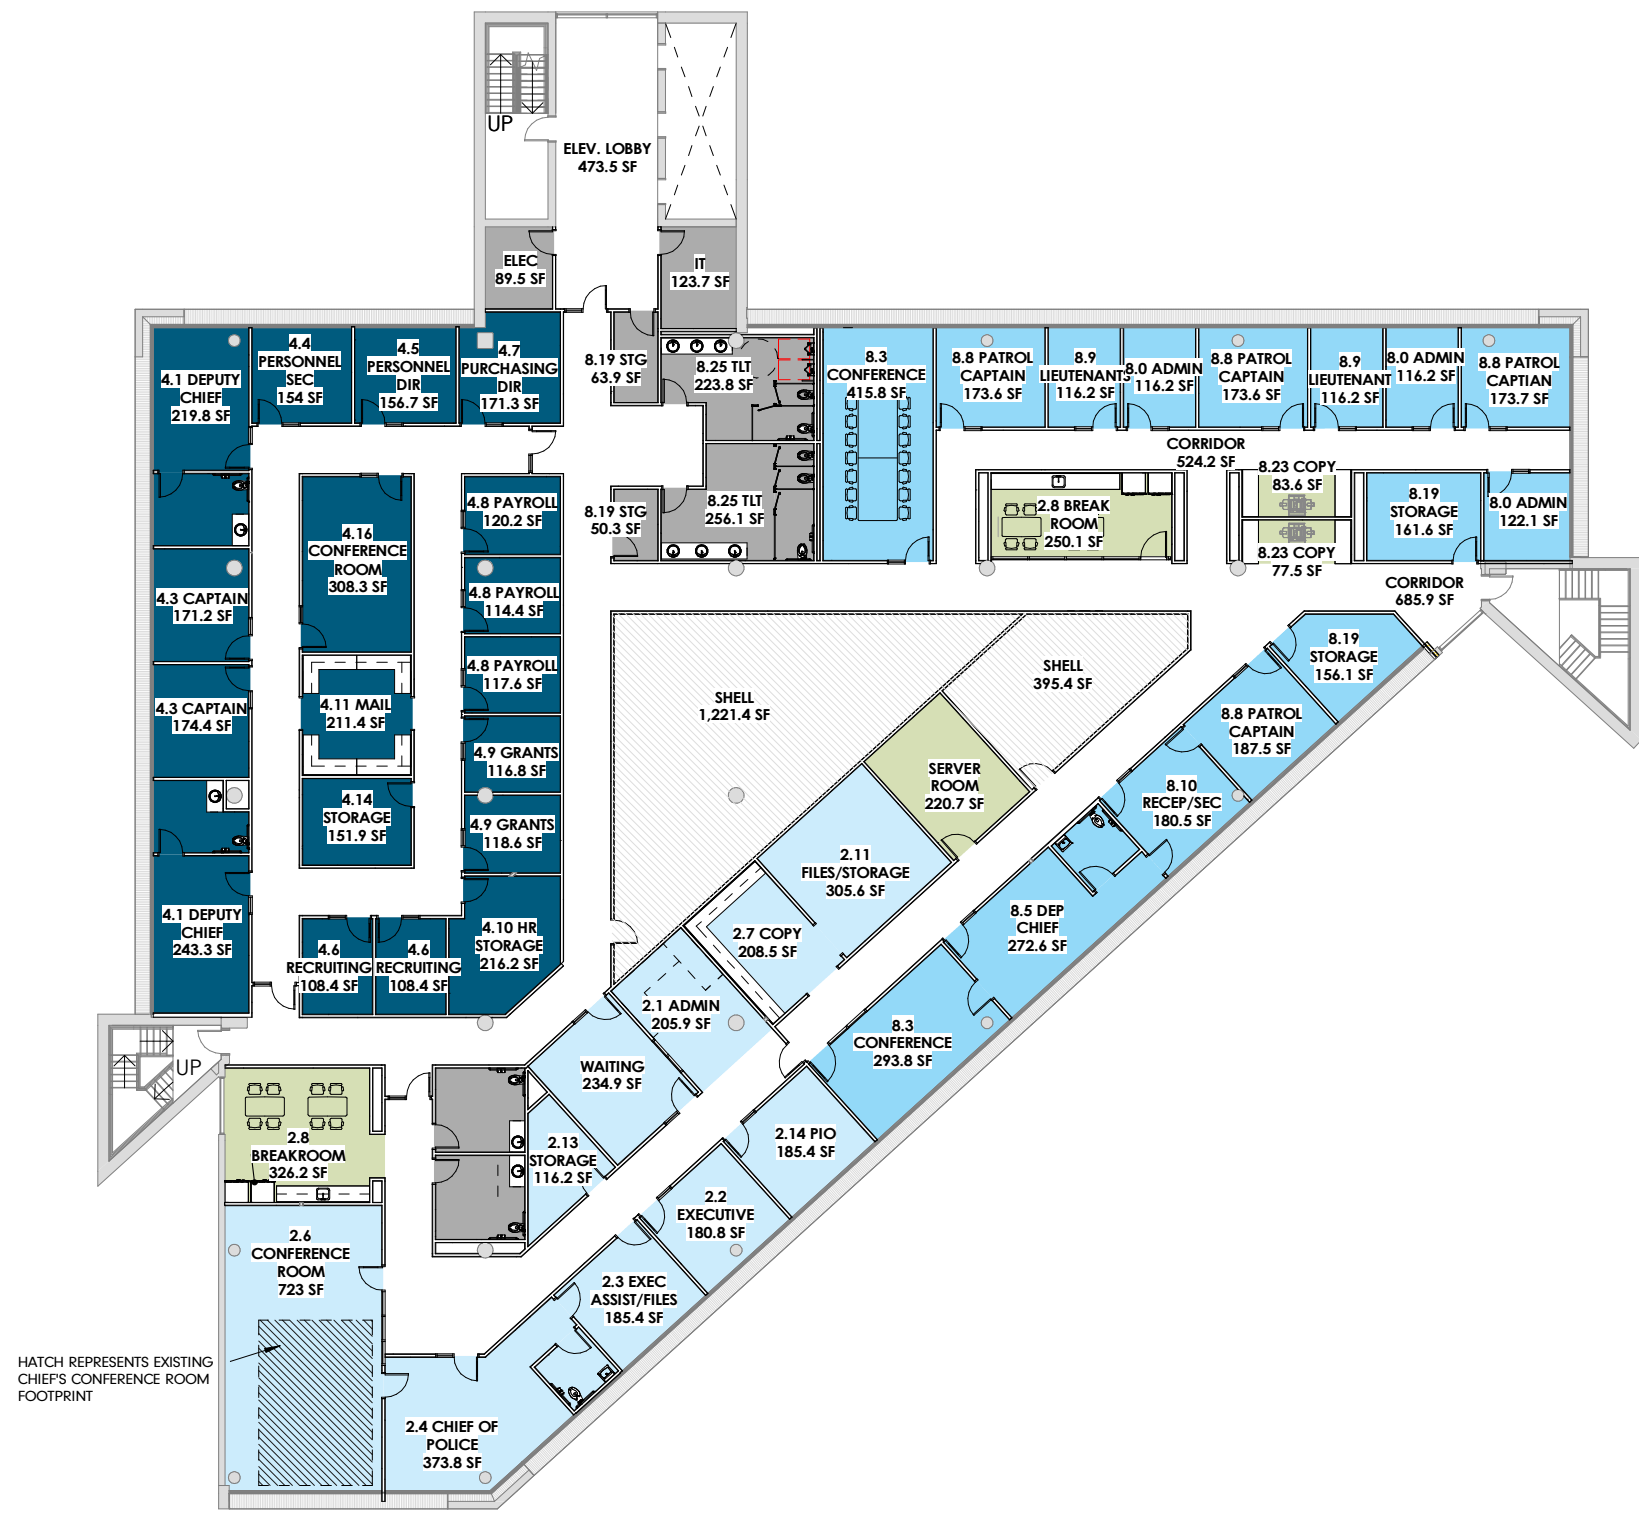 UP
ELEV. LOBBY
473.5 SF
ELEC
89.5 SF
IT
123.7 SF
4.1 DEPUTY
CHIEF
219.8 SF
4.4
PERSONNEL
SEC
154 SF
4.5
PERSONNEL
DIR
156.7 SF
4.7
PURCHASING
DIR
171.3 SF
8.19 STG
63.9 SF
8.25 TLT
223.8 SF
8.3
CONFERENCE
415.8 SF
8.8 PATROL
CAPTAIN
173.6 SF
8.9
LIEUTENANTS
116.2 SF
8.0 ADMIN
116.2 SF
8.8 PATROL
CAPTAIN
173.6 SF
8.9
LIEUTENANT
116.2 SF
8.0 ADMIN
116.2 SF
8.8 PATROL
CAPTIAN
173.7 SF
CORRIDOR
524.2 SF
8.23 COPY
83.6 SF
8.23 COPY
77.5 SF
8.19
STORAGE
161.6 SF
8.0 ADMIN
122.1 SF
2.8 BREAK
ROOM
250.1 SF
8.19 STG
50.3 SF
8.25 TLT
256.1 SF
4.16
CONFERENCE
ROOM
308.3 SF
4.8 PAYROLL
120.2 SF
4.8 PAYROLL
114.4 SF
4.8 PAYROLL
117.6 SF
4.3 CAPTAIN
171.2 SF
4.3 CAPTAIN
174.4 SF
4.11 MAIL
211.4 SF
4.9 GRANTS
116.8 SF
4.14
STORAGE
151.9 SF
4.9 GRANTS
118.6 SF
4.1 DEPUTY
CHIEF
243.3 SF
4.6
RECRUITING
108.4 SF
4.6
RECRUITING
108.4 SF
4.10 HR
STORAGE
216.2 SF
CORRIDOR
685.9 SF
SHELL
1,221.4 SF
SHELL
395.4 SF
8.19
STORAGE
156.1 SF
8.8 PATROL
CAPTAIN
187.5 SF
SERVER
ROOM
220.7 SF
8.10
RECEP/SEC
180.5 SF
2.11
FILES/STORAGE
305.6 SF
8.5 DEP
CHIEF
272.6 SF
2.7 COPY
208.5 SF
2.1 ADMIN
205.9 SF
8.3
CONFERENCE
293.8 SF
WAITING
234.9 SF
UP
2.8
BREAKROOM
326.2 SF
2.13
STORAGE
116.2 SF
2.14 PIO
185.4 SF
2.2
EXECUTIVE
180.8 SF
2.6
CONFERENCE
ROOM
723 SF
2.3 EXEC
ASSIST/FILES
185.4 SF
HATCH REPRESENTS EXISTING
CHIEF'S CONFERENCE ROOM
FOOTPRINT
2.4 CHIEF OF
POLICE
373.8 SF